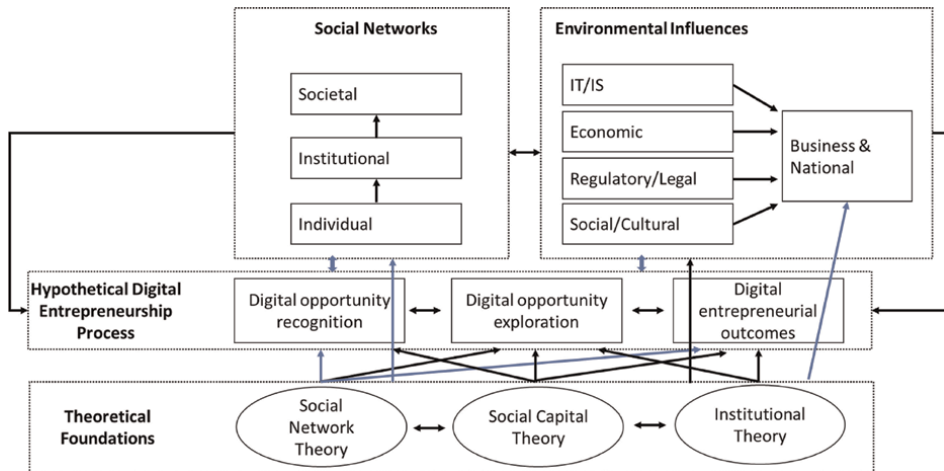 Social Networks
Societal
Institutional
Individual
Environmental Influences
IT/IS
Economic
Regulatory/Legal
Social/Cultural
Business &
National
Hypothetical Digital
Entrepreneurship
Process
Digital opportunity
recognition
Digital opportunity
exploration
Digital
entrepreneurial
outcomes
Theoretical
Foundations
Social
Network
Theory
Social Capital
Theory
Institutional
Theory